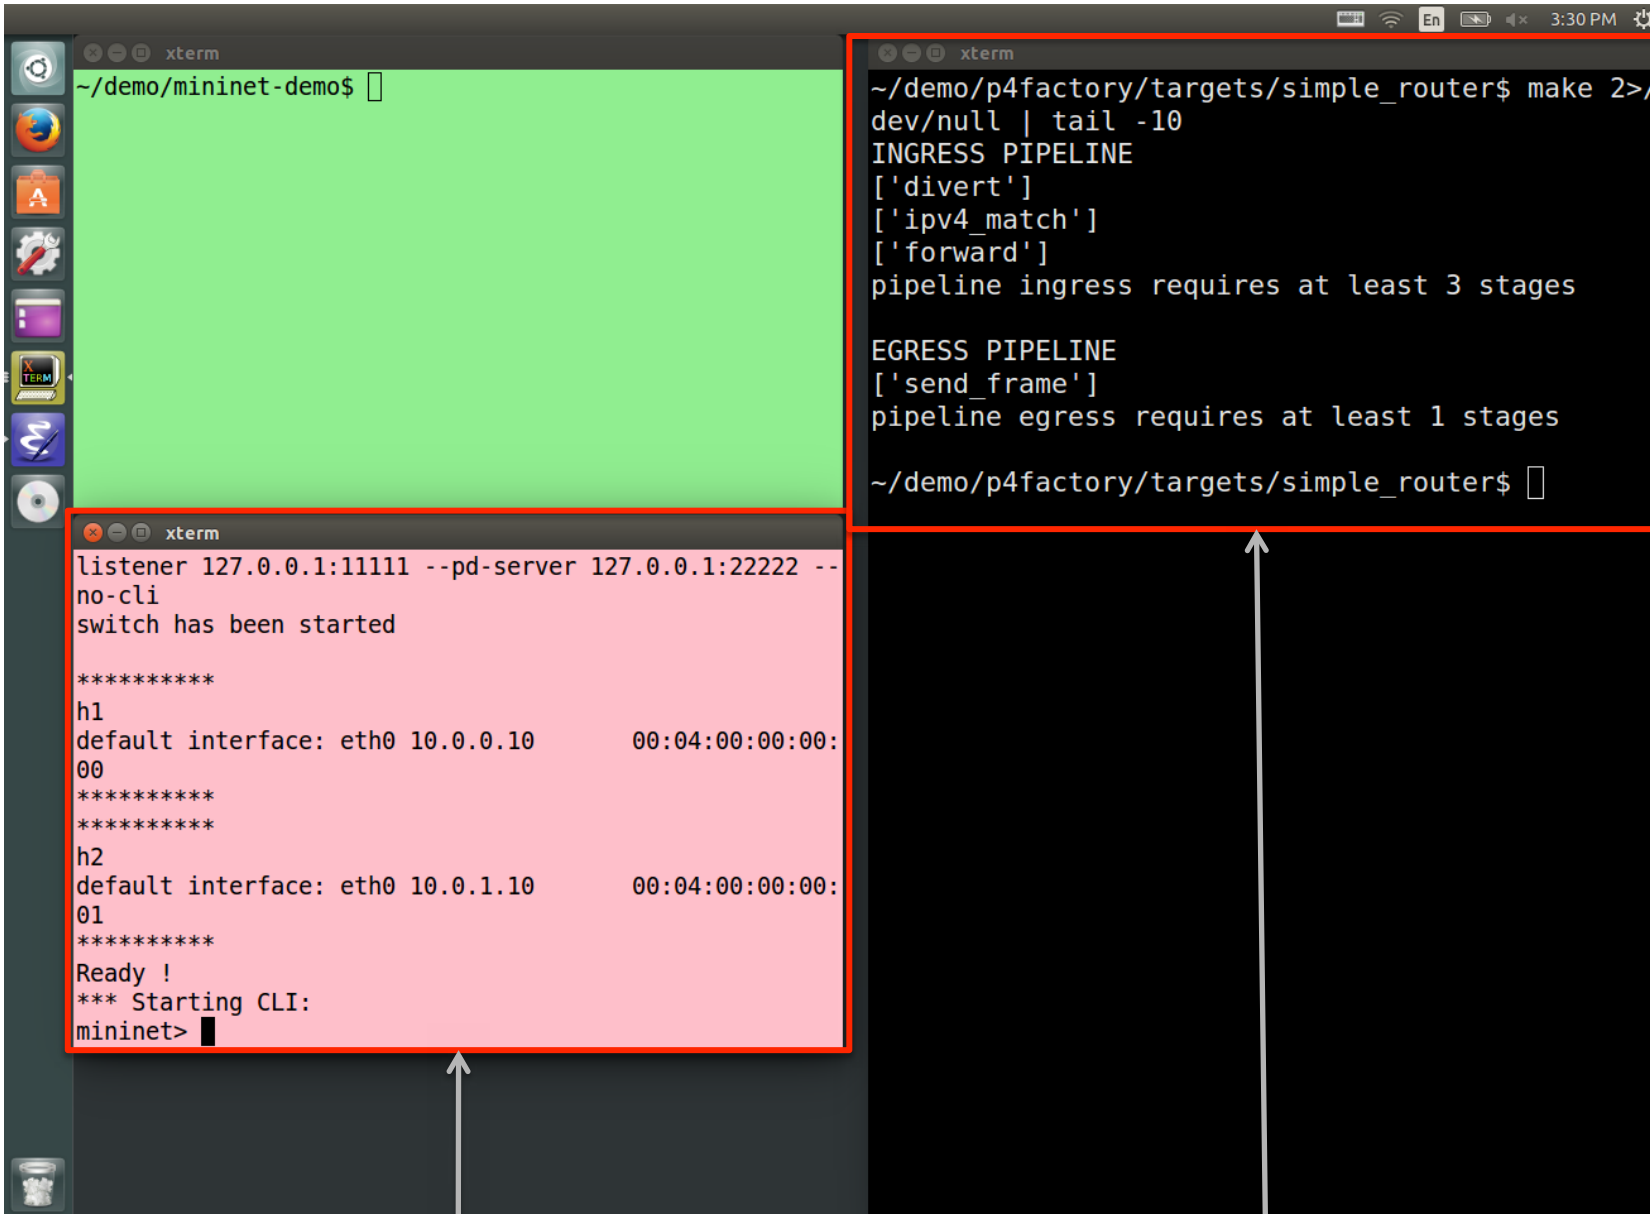 En
3:30 PM
xterm
~/demo/mininet-demo$
xterm
~/demo/p4factory/targets/simple_router$ make 2>/
dev/null | tail -10
INGRESS PIPELINE
['divert']
['ipv4_match']
['forward']
pipeline ingress requires at least 3 stages
EGRESS PIPELINE
['send_frame']
pipeline egress requires at least 1 stages
~/demo/p4factory/targets/simple_router$
X
TERM
xterm
listener 127.0.0.1:11111 --pd-server 127.0.0.1:22222 --
no-cli
switch has been started
**********
h1
default interface: eth0 10.0.0.10 00:04:00:00:00:
00
**********
**********
h2
default interface: eth0 10.0.1.10 00:04:00:00:00:
01
**********
Ready !
*** Starting CLI:
mininet>